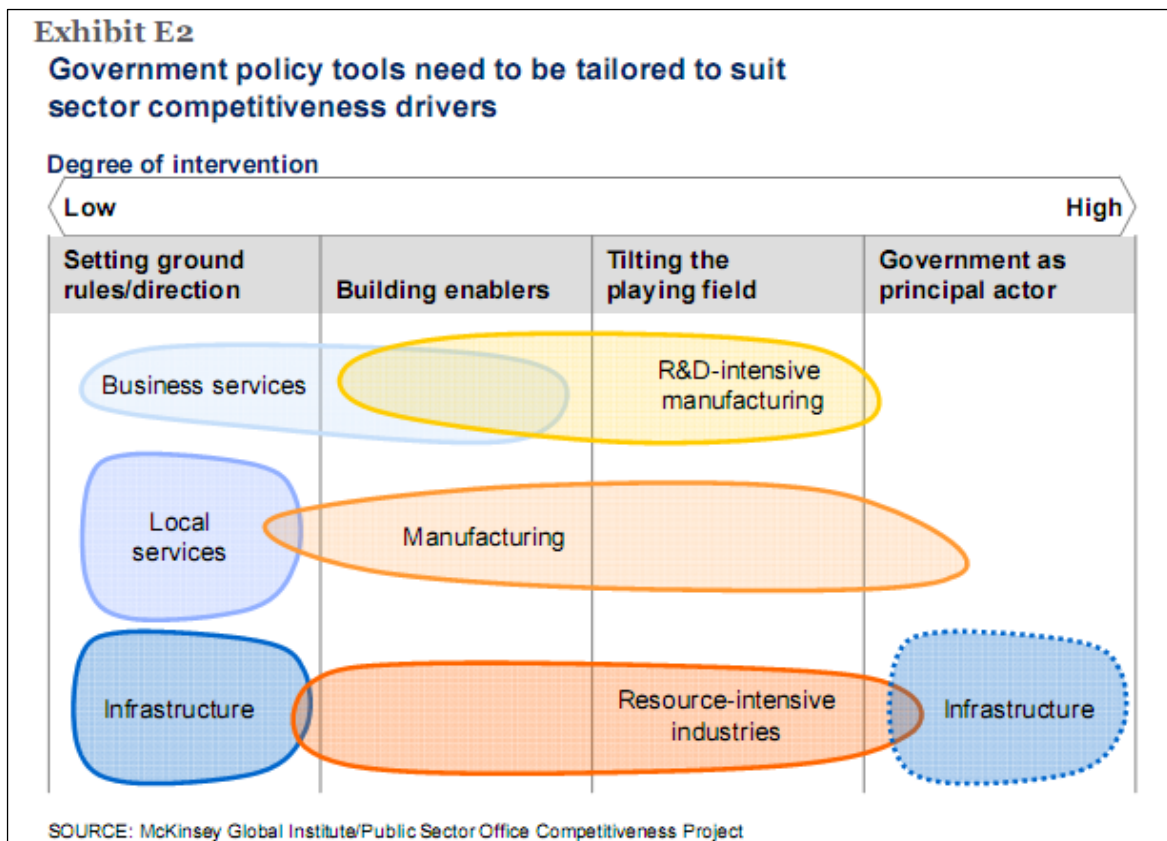 Exhibit E2
Government policy tools need to be tailored to suit
sector competitiveness drivers
Degree of intervention
Low
High
Setting ground
rules/direction
Building enablers
Tilting the
playing field
Government as
principal actor
Business services
R&D-intensive
manufacturing
Local
services
Manufacturing
Infrastructure
Resource-intensive
industries
Infrastructure
SOURCE: McKinsey Global Institute/Public Sector Office Competitiveness Project